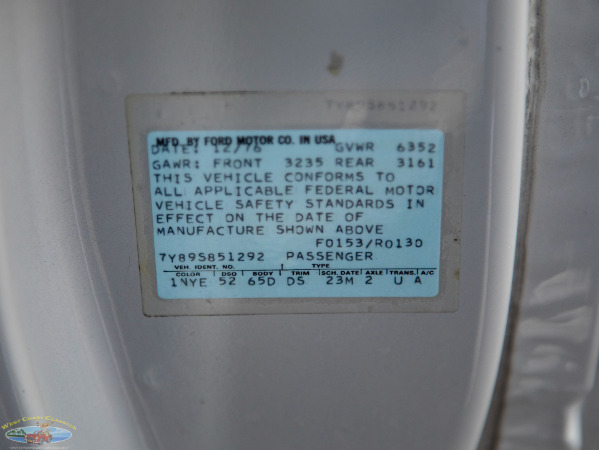 7Y89S851292
MFD. BY FORD MOTOR CO. IN USA
DATE: 12/76 GVWR 6352
GAWR: FRONT 3235 REAR 3161
THIS VEHICLE CONFORMS TO
ALL APPLICABLE FEDERAL MOTOR
VEHICLE SAFETY STANDARDS IN
EFFECT ON THE DATE OF
MANUFACTURE SHOWN ABOVE
F0153/R0130
7Y89S851292 PASSENGER
VEH. IDENT. NO. TYPE
COLOR DSO BODY TRIM SCH. DATE AXLE TRANS. A/C
1NYE 52 65D DS 23M 2 U A
West Coast Classics